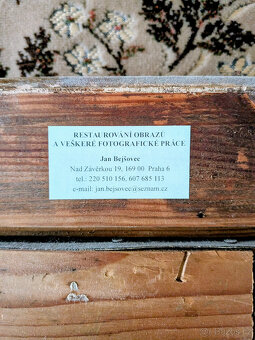 RESTAUROVÁNÍ OBRAZŮ
A VEŠKERÉ FOTOGRAFICKÉ PRÁCE
Jan Bejšovec
Nad Závěrkou 19, 169 00 Praha 6
tel.: 220 510 156, 607 685 113
e-mail: jan.bejsovec@seznam.cz